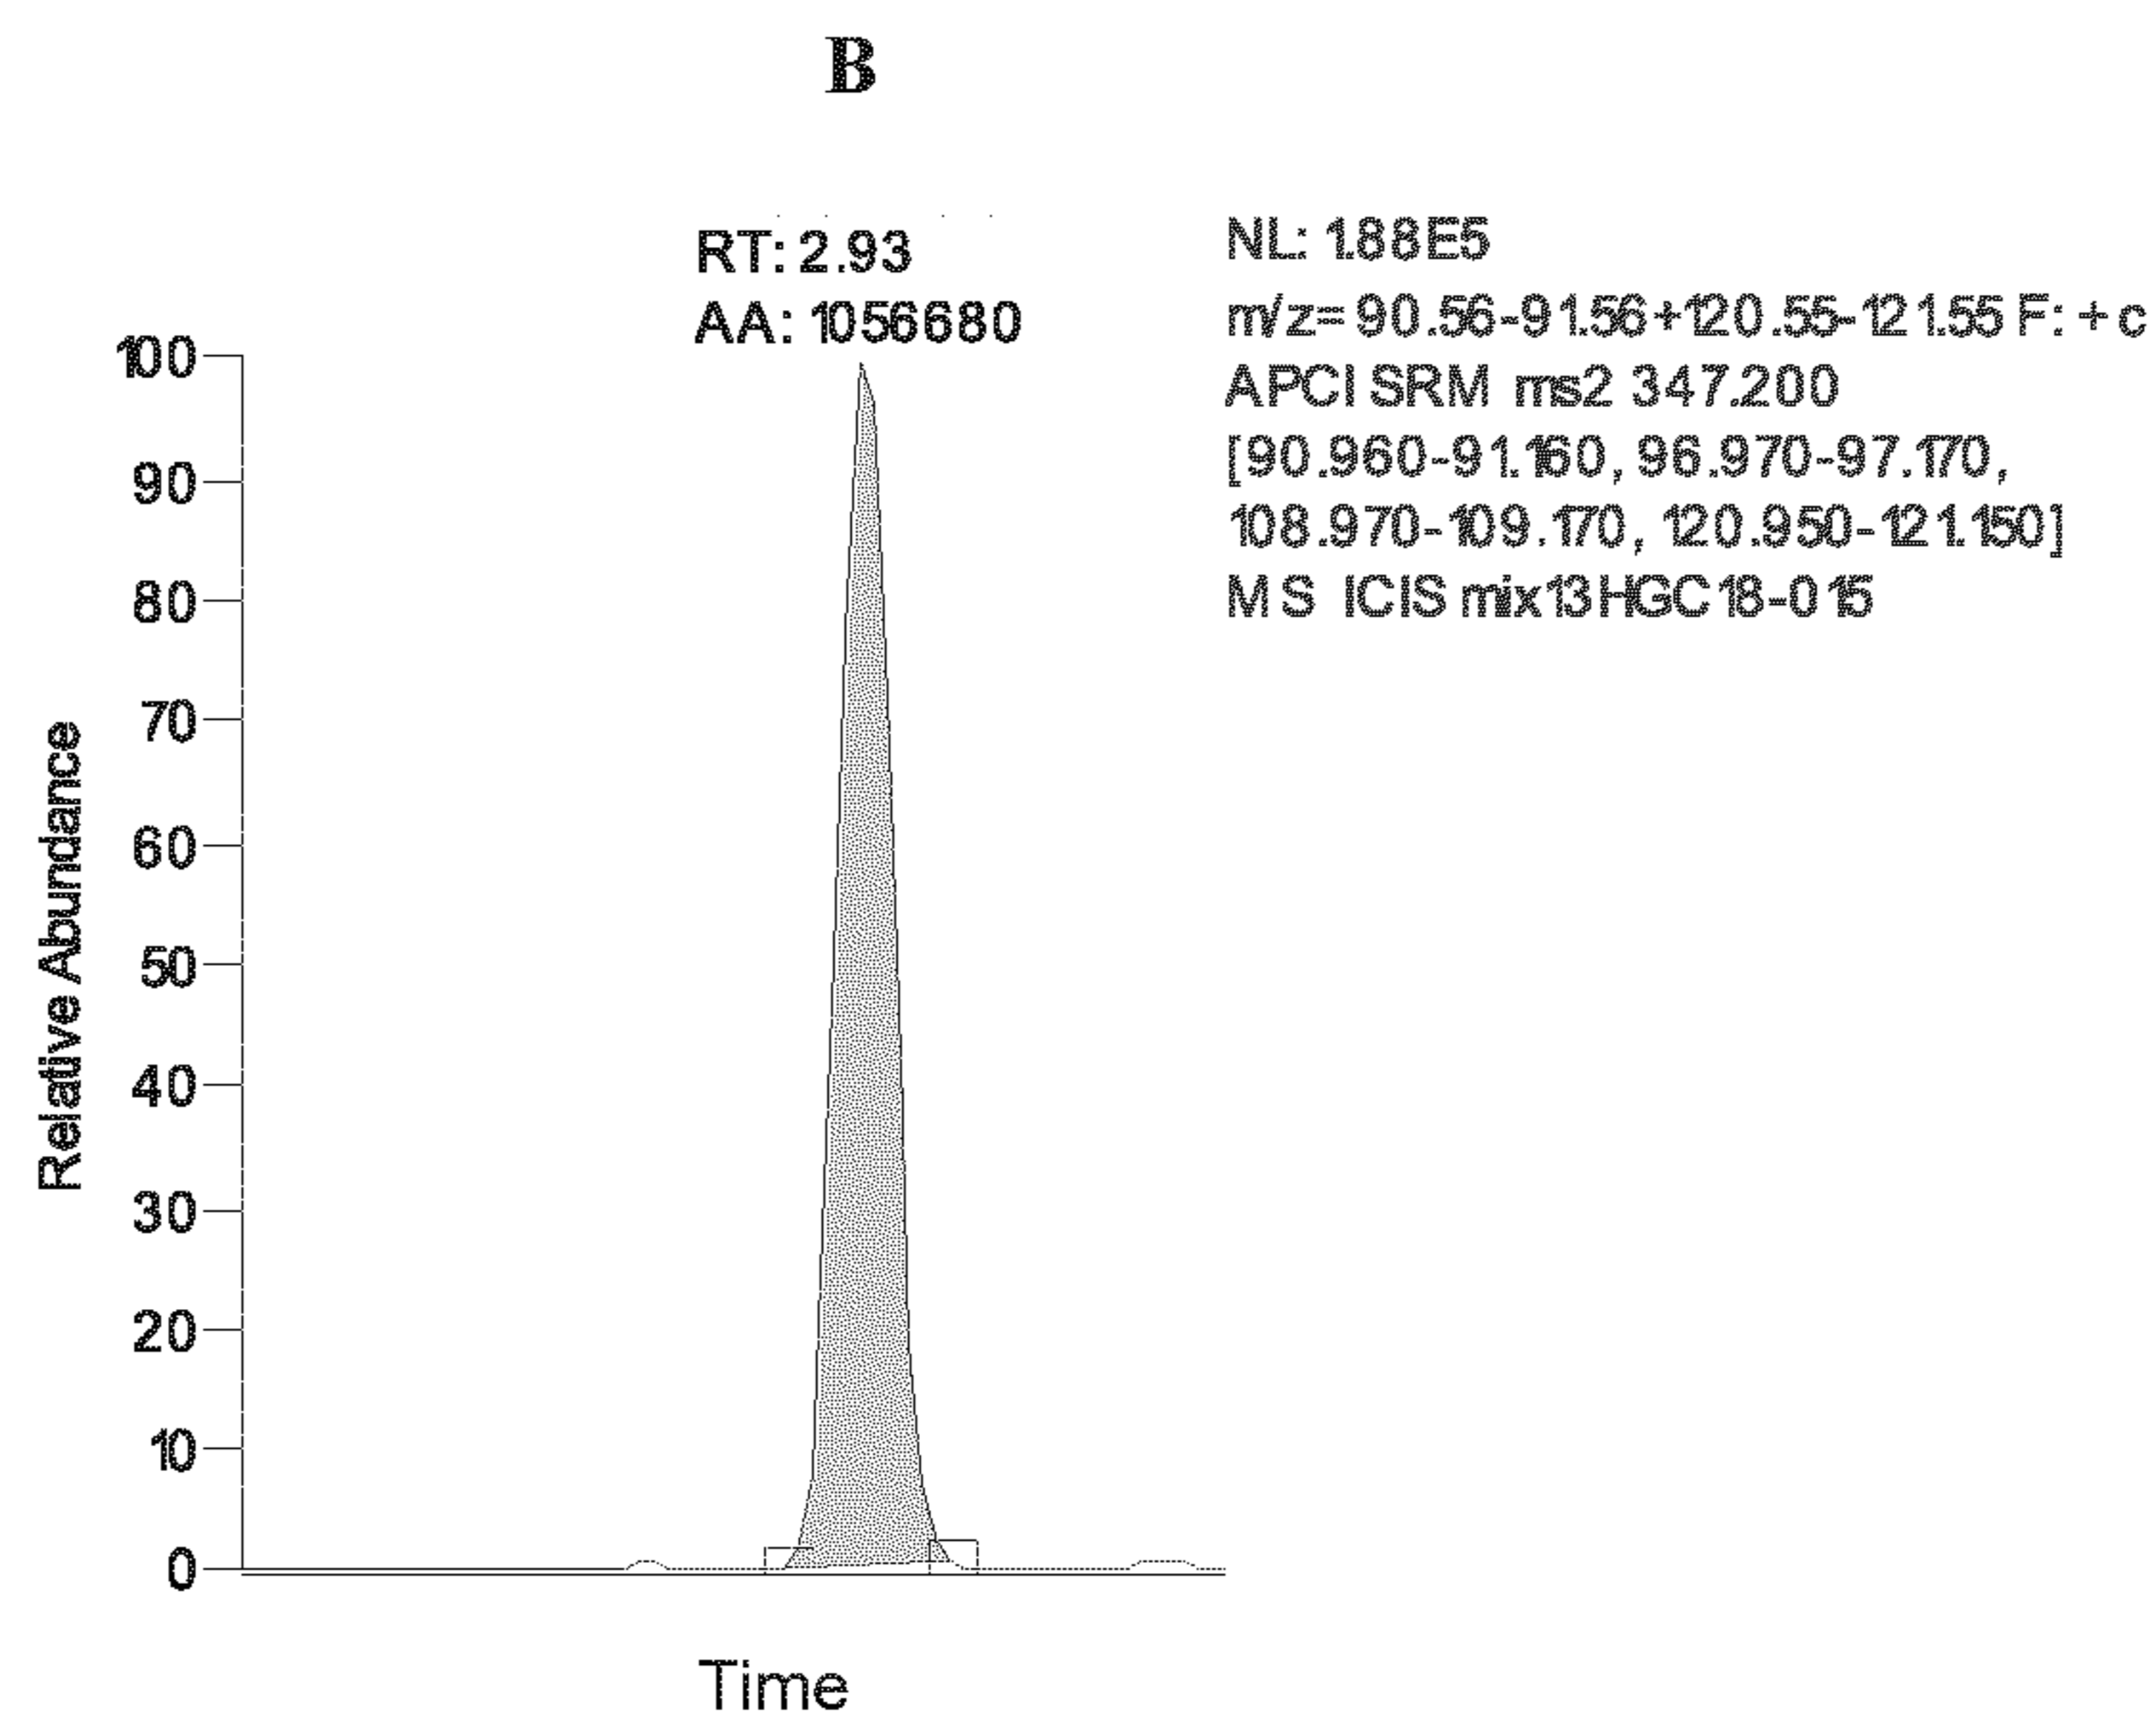 B
RT: 2.93
AA: 1056680
NL: 1.88E5
m/z= 90.56-91.56+120.55-121.55 F: + c
APCI SRM ms2 347.200
[90.960-91.160, 96.970-97.170,
108.970-109.170, 120.950-121.150]
MS ICIS mix13HGC18-015
100
90
80
70
60
50
40
30
20
10
0
Relative Abundance
Time